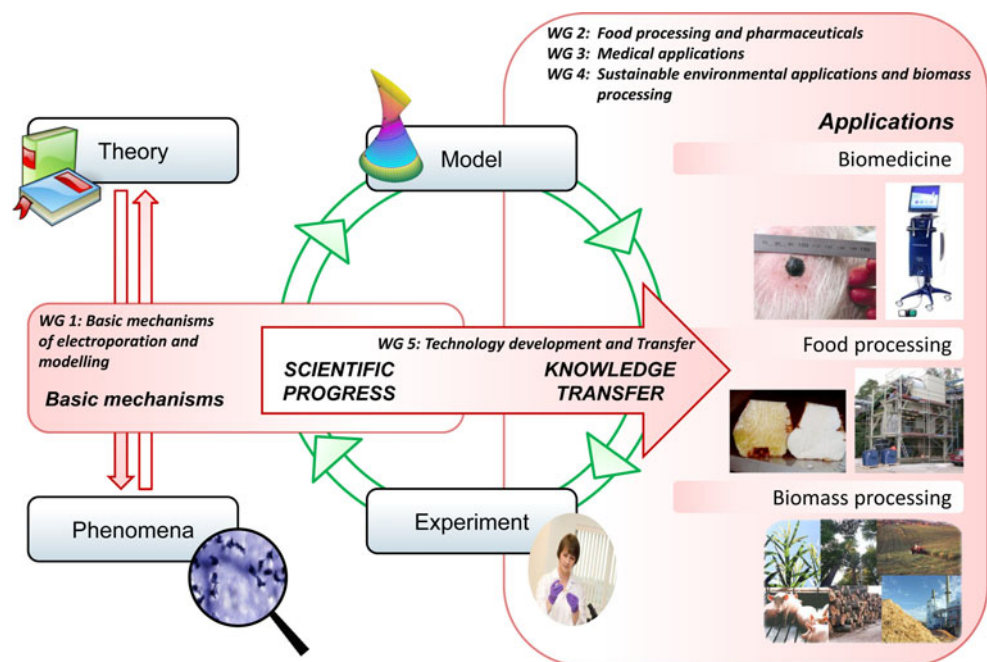 WG 2: Food processing and pharmaceuticals
WG 3: Medical applications
WG 4: Sustainable environmental applications and biomass
processing
Applications
Theory
Model
Biomedicine
WG 1: Basic mechanisms
of electroporation and
modelling
Basic mechanisms
WG 5: Technology development and Transfer
SCIENTIFIC
PROGRESS
KNOWLEDGE
TRANSFER
Food processing
Phenomena
Experiment
Biomass processing